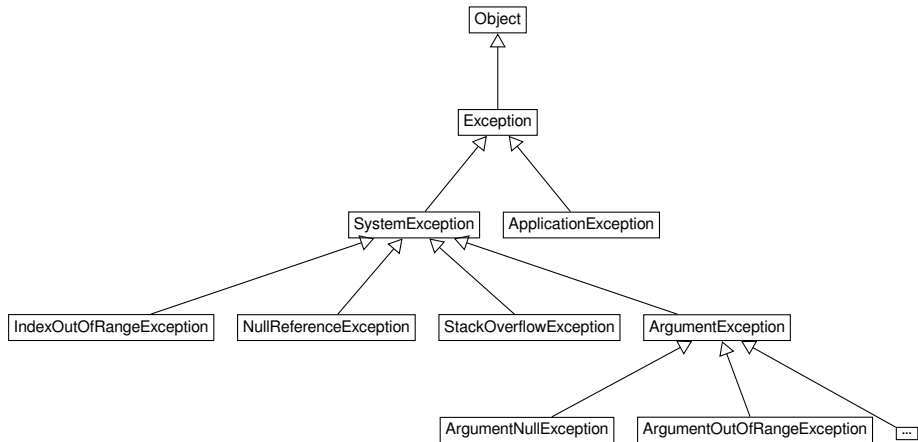 Object
Exception
SystemException
ApplicationException
IndexOutOfRangeException
NullReferenceException
StackOverflowException
ArgumentException
ArgumentNullException
ArgumentOutOfRangeException
...